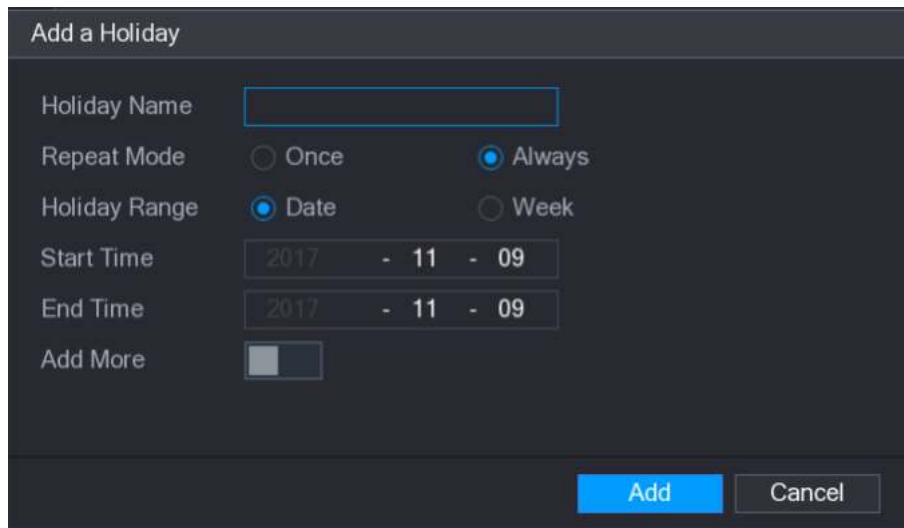 Add a Holiday
Holiday Name
Repeat Mode Once Always
Holiday Range Date Week
Start Time 2017 - 11 - 09
End Time 2017 - 11 - 09
Add More
Add Cancel